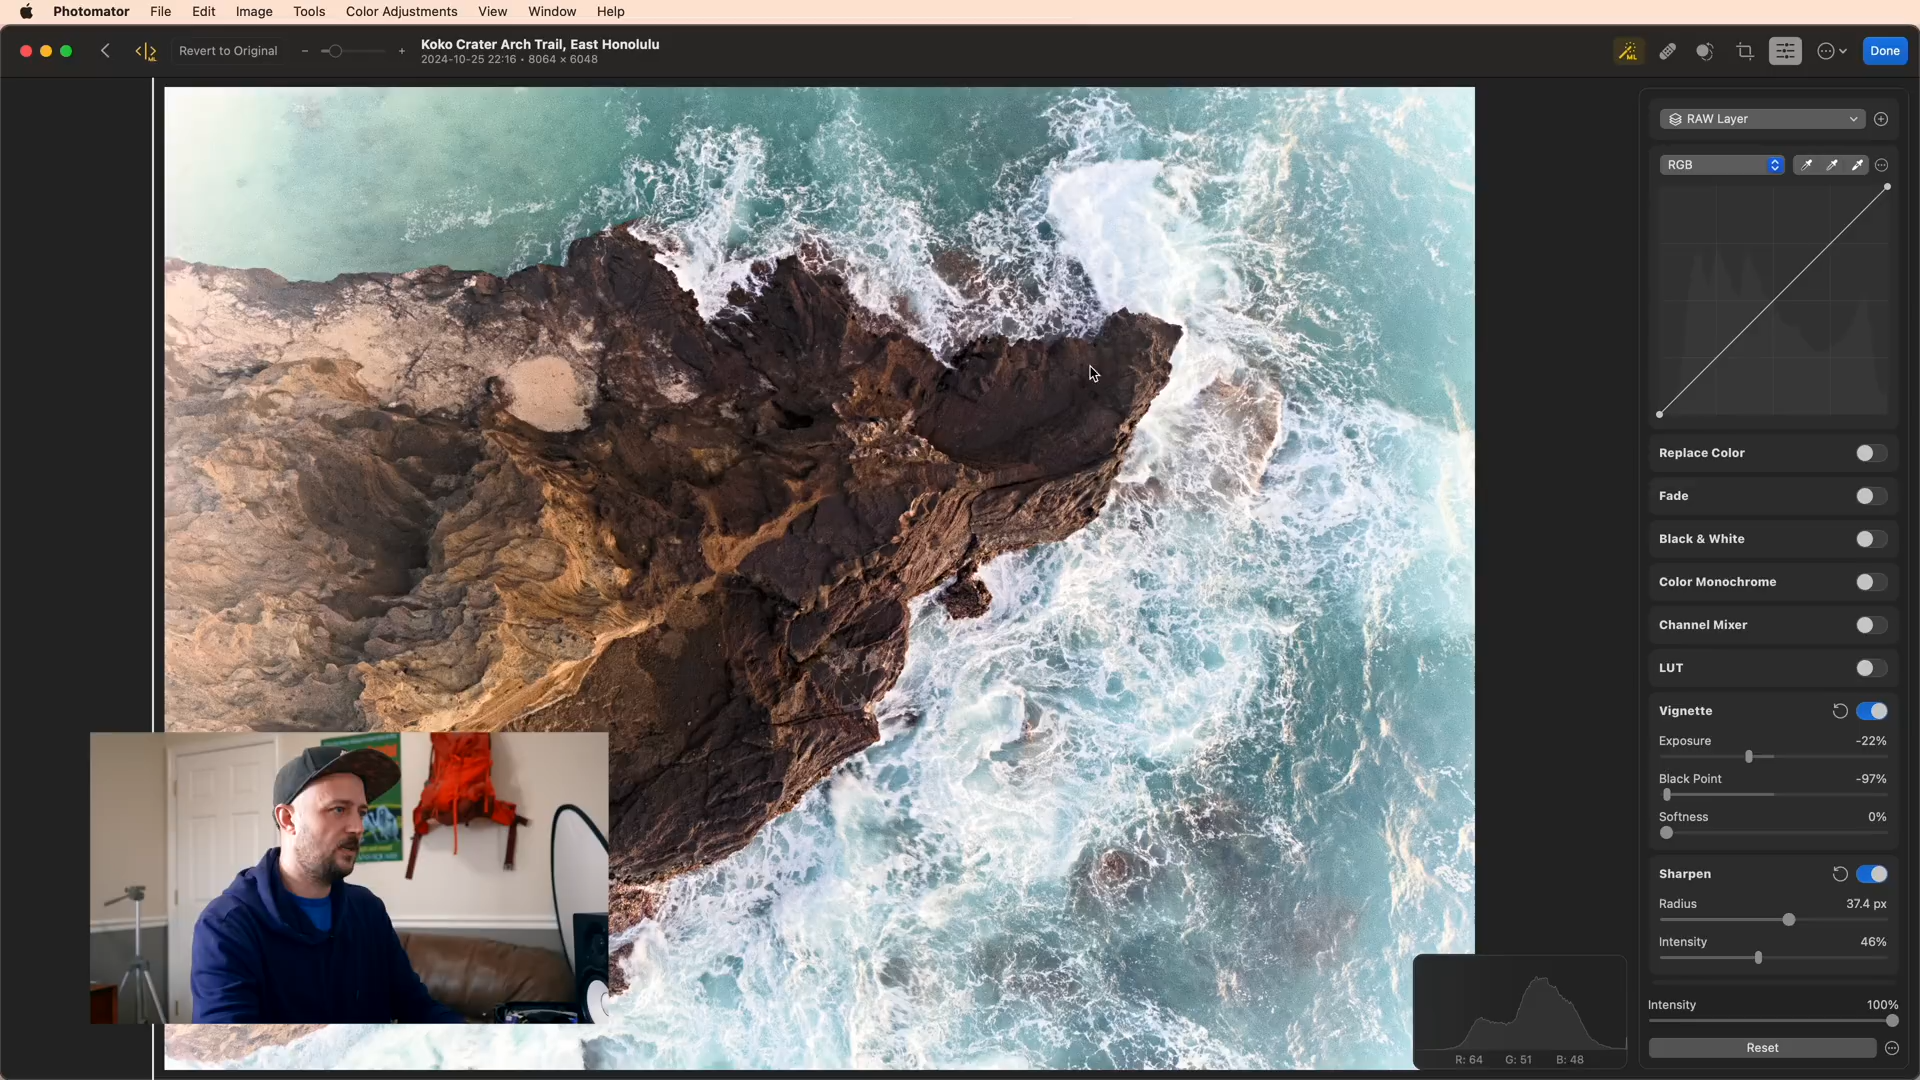 Photomator File Edit Image Tools Color Adjustments View Window Help
Revert to Original
Koko Crater Arch Trail, East Honolulu
2024-10-25 22:16 • 8064 × 6048
ML
Done
RAW Layer
RGB
Replace Color
Fade
Black & White
Color Monochrome
Channel Mixer
LUT
Vignette
Exposure -22%
Black Point -97%
Softness 0%
Sharpen
Radius 37.4 px
Intensity 46%
Intensity 100%
Reset
R: 64 G: 51 B: 48